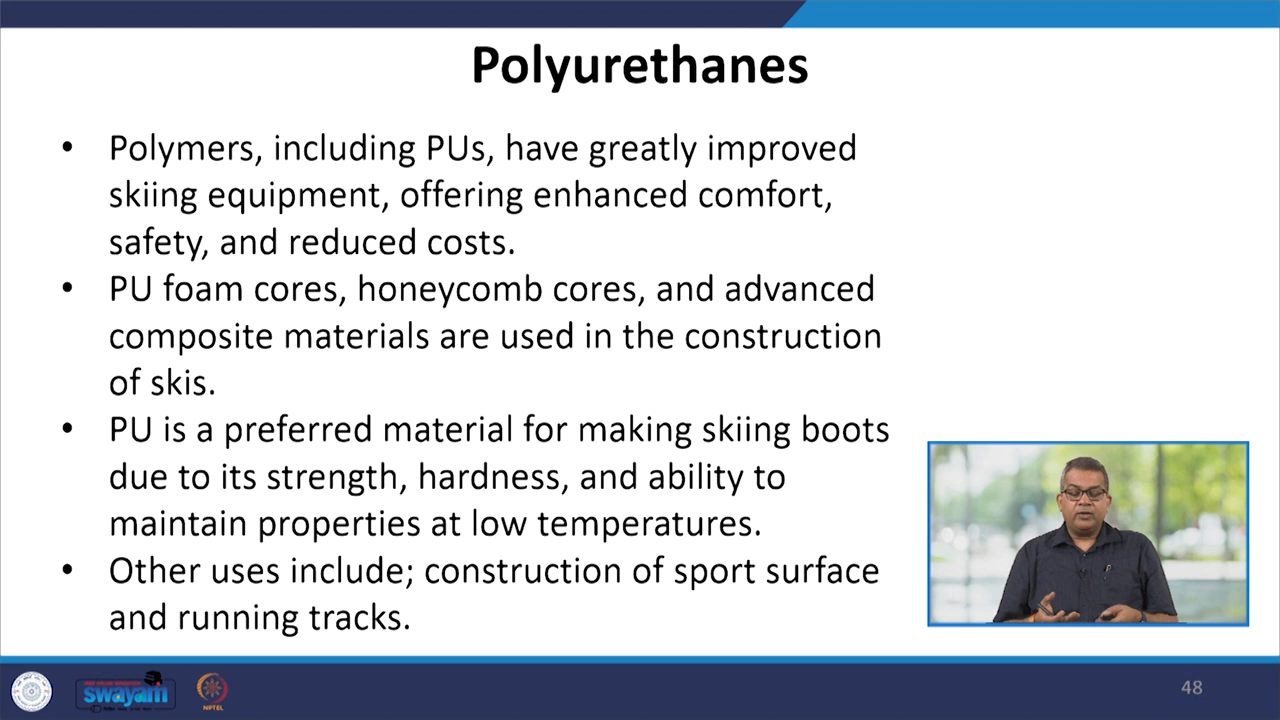 Polyurethanes
• Polymers, including PUs, have greatly improved
skiing equipment, offering enhanced comfort,
safety, and reduced costs.
• PU foam cores, honeycomb cores, and advanced
composite materials are used in the construction
of skis.
• PU is a preferred material for making skiing boots
due to its strength, hardness, and ability to
maintain properties at low temperatures.
• Other uses include; construction of sport surface
and running tracks.
swayam
NPTEL
48